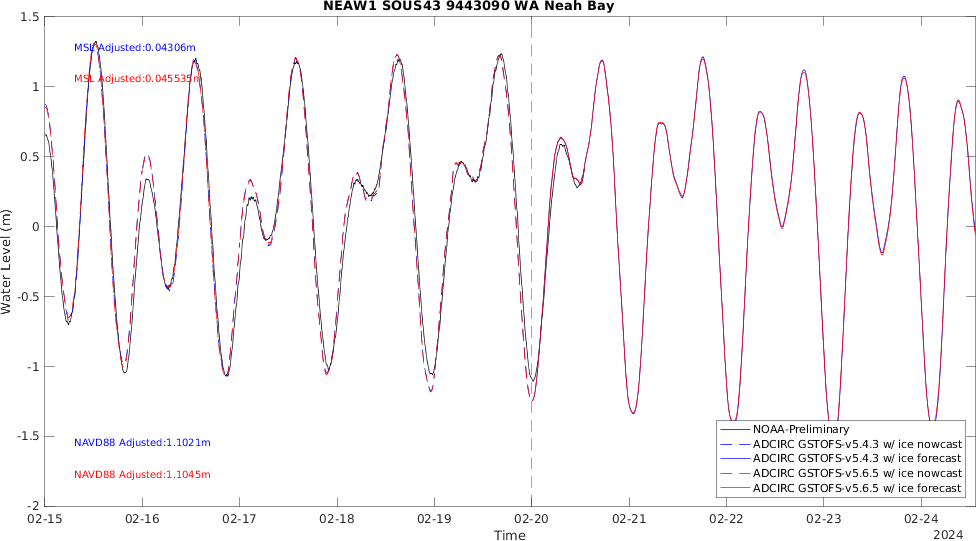 NEAW1 SOUS43 9443090 WA Neah Bay
1.5
1
0.5
0
-0.5
-1
-1.5
-2
Water Level (m)
MSL Adjusted:0.04306m
MSL Adjusted:0.045535m
NAVD88 Adjusted:1.1021m
NAVD88 Adjusted:1.1045m
NOAA-Preliminary
ADCIRC GSTOFS-v5.4.3 w/ ice nowcast
ADCIRC GSTOFS-v5.4.3 w/ ice forecast
ADCIRC GSTOFS-v5.6.5 w/ ice nowcast
ADCIRC GSTOFS-v5.6.5 w/ ice forecast
02-15 02-16 02-17 02-18 02-19 02-20 02-21 02-22 02-23 02-24
Time
2024